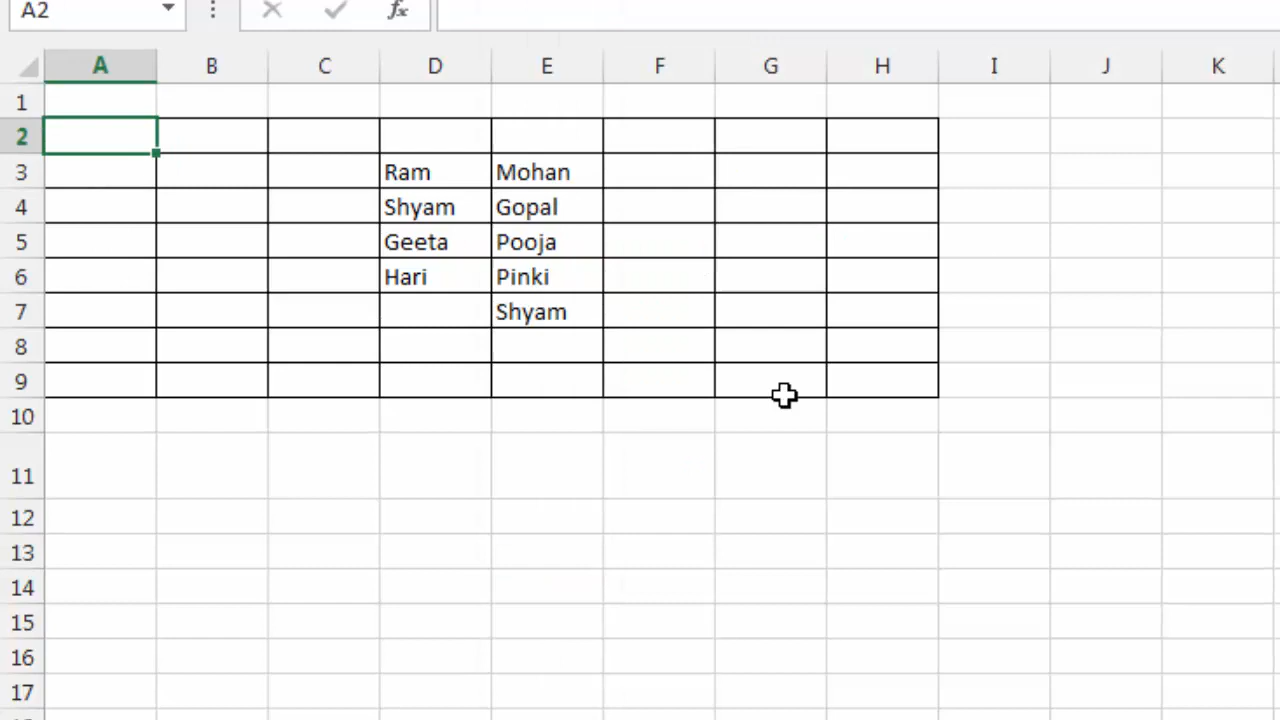 A2 fx
A B C D E F G H I J K
1
2
3 Ram Mohan
4 Shyam Gopal
5 Geeta Pooja
6 Hari Pinki
7 Shyam
8
9
10
11
12
13
14
15
16
17